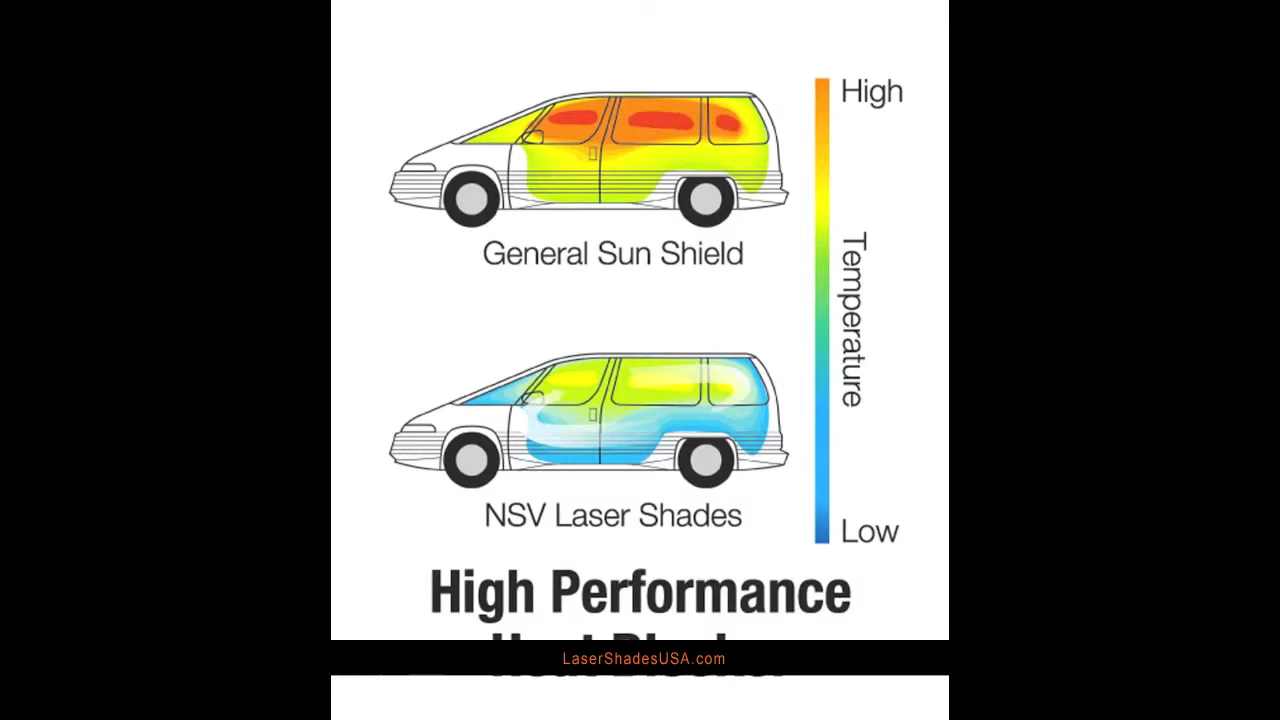 High
General Sun Shield
Temperature
NSV Laser Shades
Low
High Performance
LaserShadesUSA.com